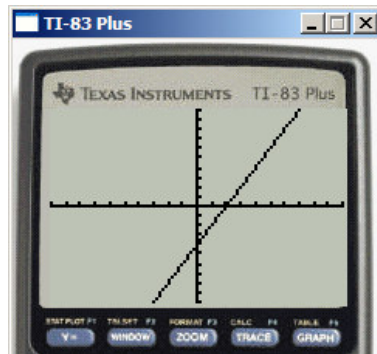 TI-83 Plus
TEXAS INSTRUMENTS TI-83 Plus
STAT PLOT F1 TBLSET F2 FORMAT F3 CALC F4 TABLE F5
Y= WINDOW ZOOM TRACE GRAPH